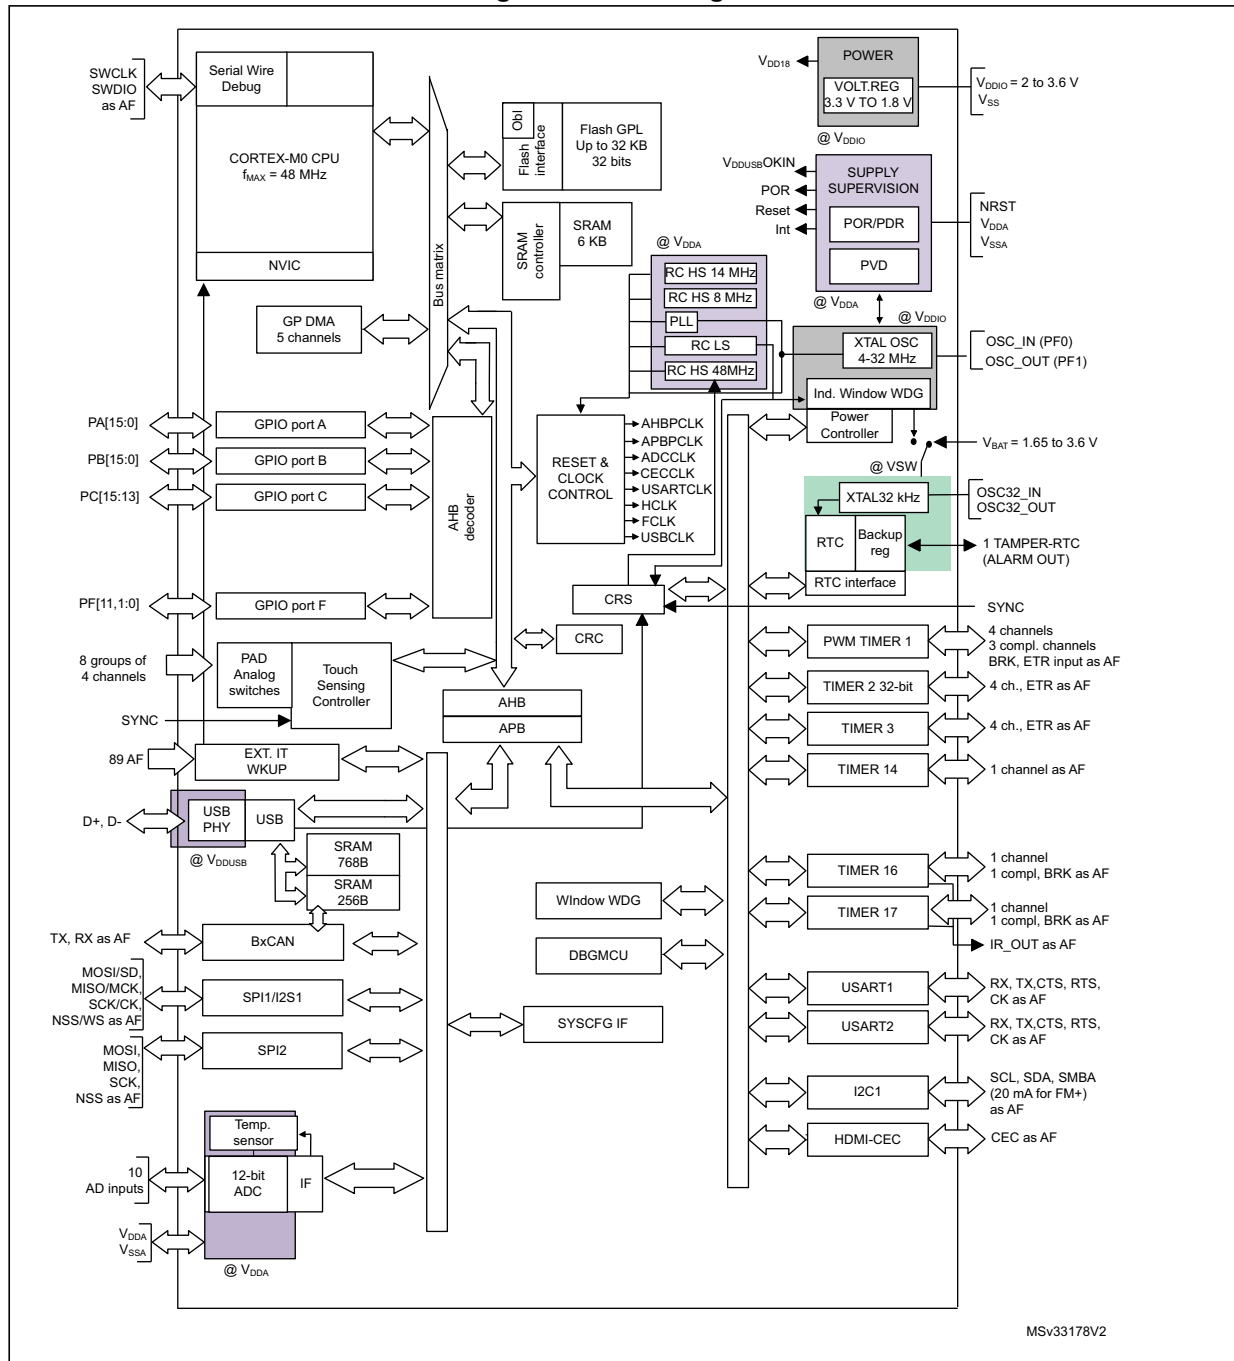 SWCLK
SWDIO
as AF
Serial Wire
Debug
CORTEX-M0 CPU
fMAX = 48 MHz
NVIC
Bus matrix
Obl
Flash
interface
Flash GPL
Up to 32 KB
32 bits
SRAM
controller
SRAM
6 KB
GP DMA
5 channels
VDD18
POWER
VOLT.REG
3.3 V TO 1.8 V
VDDIO = 2 to 3.6 V
VSS
@ VDDIO
VDDUSBOKIN
POR
Reset
Int
SUPPLY
SUPERVISION
POR/PDR
PVD
NRST
VDDA
VSSA
@ VDDA
@ VDDA
RC HS 14 MHz
RC HS 8 MHz
PLL
RC LS
RC HS 48MHz
@ VDDIO
XTAL OSC
4-32 MHz
Ind. Window WDG
Power
Controller
OSC_IN (PF0)
OSC_OUT (PF1)
VBAT = 1.65 to 3.6 V
@ VSW
XTAL32 kHz
OSC32_IN
OSC32_OUT
RTC
Backup
reg
RTC interface
1 TAMPER-RTC
(ALARM OUT)
PA[15:0]
GPIO port A
PB[15:0]
GPIO port B
PC[15:13]
GPIO port C
PF[11,1:0]
GPIO port F
AHB
decoder
RESET &
CLOCK
CONTROL
AHBPCLK
APBPCLK
ADCCLK
CECCLK
USARTCLK
HCLK
FCLK
USBCLK
CRS
SYNC
CRC
8 groups of
4 channels
PAD
Analog
switches
Touch
Sensing
Controller
SYNC
AHB
APB
89 AF
EXT. IT
WKUP
D+, D-
USB
PHY
USB
@ VDDUSB
SRAM
768B
SRAM
256B
TX, RX as AF
BxCAN
MOSI/SD,
MISO/MCK,
SCK/CK,
NSS/WS as AF
SPI1/I2S1
MOSI,
MISO,
SCK,
NSS as AF
SPI2
Temp.
sensor
10
AD inputs
12-bit
ADC
IF
VDDA
VSSA
@ VDDA
WIndow WDG
DBGMCU
SYSCFG IF
PWM TIMER 1
4 channels
3 compl. channels
BRK, ETR input as AF
TIMER 2 32-bit
4 ch., ETR as AF
TIMER 3
4 ch., ETR as AF
TIMER 14
1 channel as AF
TIMER 16
1 channel
1 compl, BRK as AF
TIMER 17
1 channel
1 compl, BRK as AF
IR_OUT as AF
USART1
RX, TX,CTS, RTS,
CK as AF
USART2
RX, TX,CTS, RTS,
CK as AF
I2C1
SCL, SDA, SMBA
(20 mA for FM+)
as AF
HDMI-CEC
CEC as AF
MSv33178V2